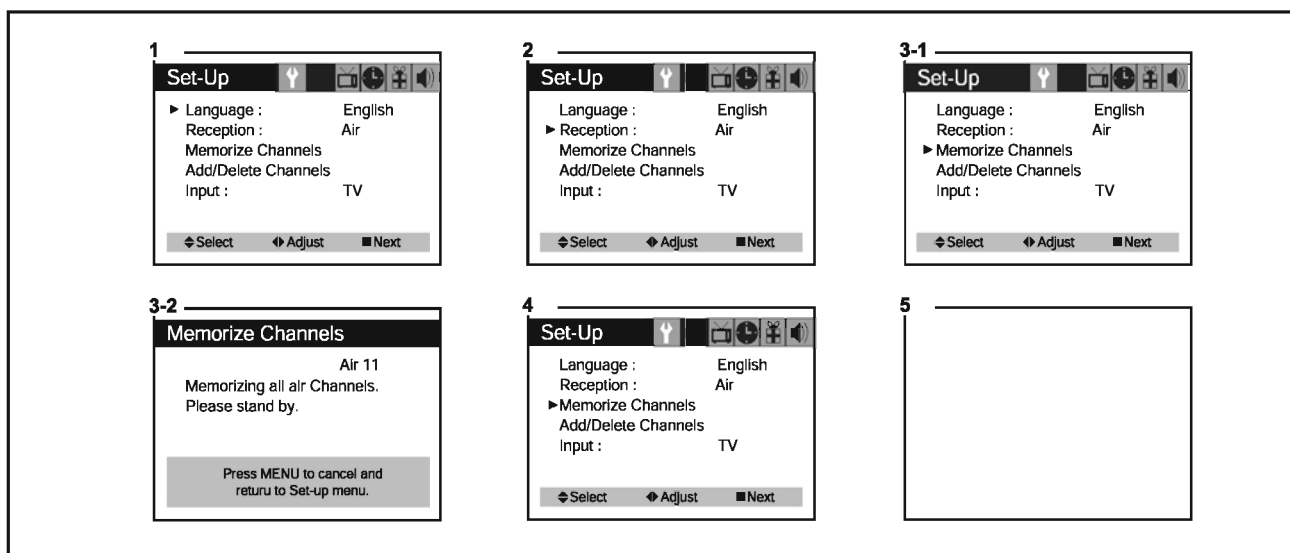 1
Set-Up
Language : English
Reception : Air
Memorize Channels
Add/Delete Channels
Input : TV
Select Adjust Next
2
Set-Up
Language : English
Reception : Air
Memorize Channels
Add/Delete Channels
Input : TV
Select Adjust Next
3-1
Set-Up
Language : English
Reception : Air
Memorize Channels
Add/Delete Channels
Input : TV
Select Adjust Next
3-2
Memorize Channels
Air 11
Memorizing all alr Channels.
Please stand by.
Press MENU to cancel and
returu to Set-up menu.
4
Set-Up
Language : English
Reception : Air
Memorize Channels
Add/Delete Channels
Input : TV
Select Adjust Next
5